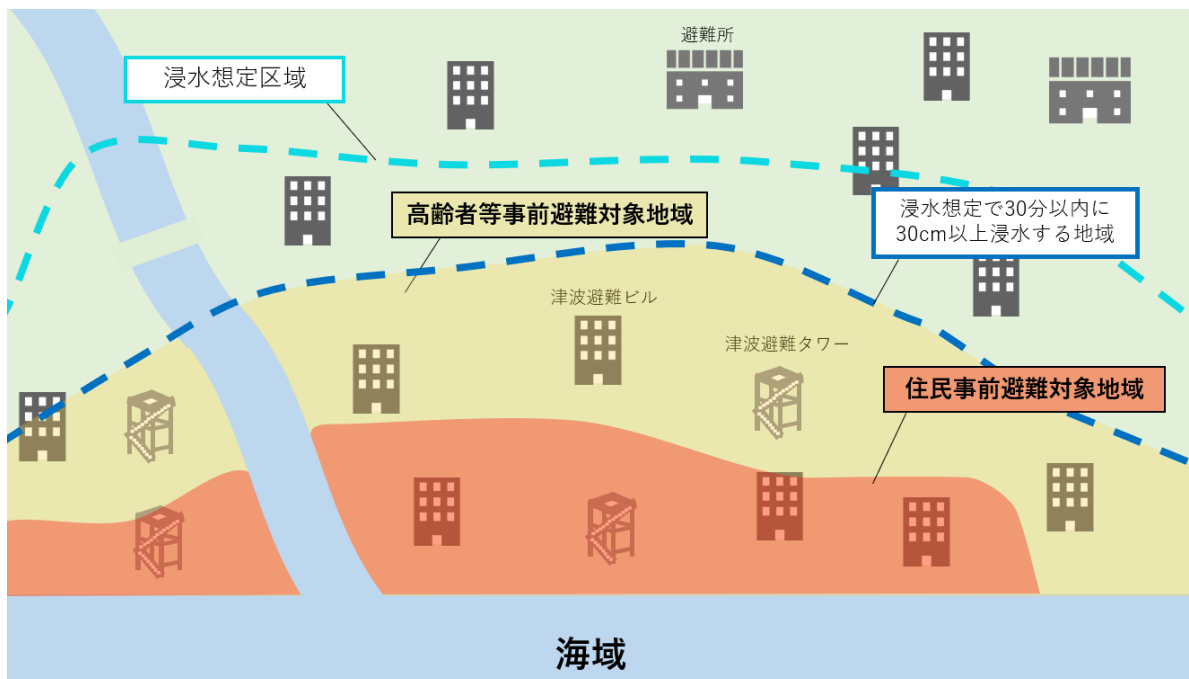 避難所
浸水想定区域
高齢者等事前避難対象地域
浸水想定で30分以内に
30cm以上浸水する地域
津波避難ビル
津波避難タワー
住民事前避難対象地域
海域